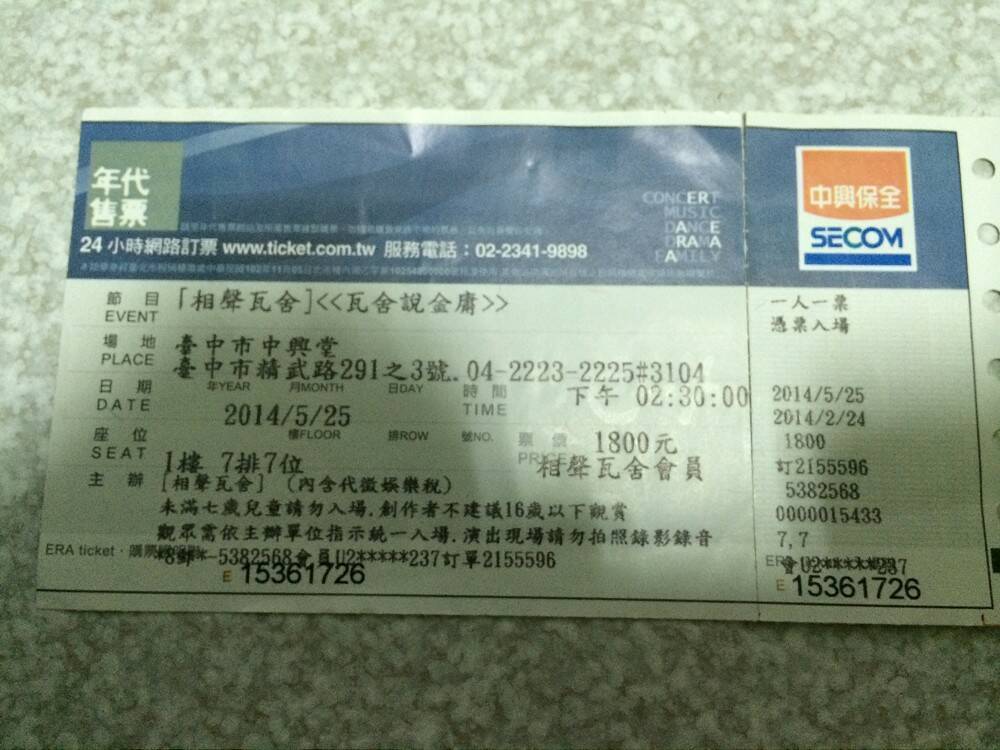 年代
售票
CONCERT
MUSIC
DANCE
DRAMA
FAMILY
24 小時網路訂票 www.ticket.com.tw 服務電話：02-2341-9898
節目 「相聲瓦舍]<<瓦舍說金庸>>
EVENT
場地 臺中市中興堂
PLACE 臺中市精武路291之3號. 04-2223-2225#3104
日期 年YEAR 月MONTH 日DAY 時間 下午 02:30:00
DATE 2014/5/25 TIME
座位 樓FLOOR 排ROW 號NO. 票價 1800元
SEAT 1樓 7排7位 PRICE 相聲瓦舍會員
主辦 [相聲瓦舍] (內含代徵娛樂稅)
未滿七歲兒童請勿入場.創作者不建議16歲以下觀賞
觀眾需依主辦單位指示統一入場.演出現場請勿拍照錄影錄音
ERA ticket
5382568會員U2*****237訂單2155596
E 15361726
中興保全
SECOM
一人一票
憑票入場
2014/5/25
2014/2/24
1800
訂2155596
5382568
0000015433
7,7
會U2*****237
E 15361726